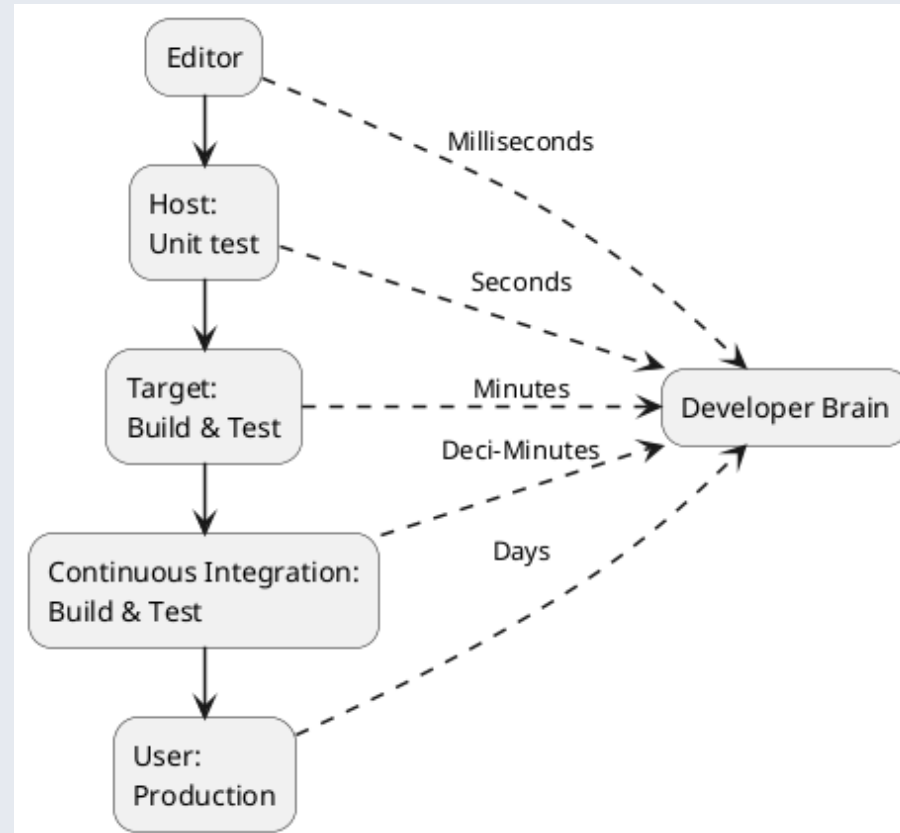 Editor
Milliseconds
Host:
Unit test
Seconds
Target:
Build & Test
Minutes
Developer Brain
Deci-Minutes
Continuous Integration:
Build & Test
Days
User:
Production